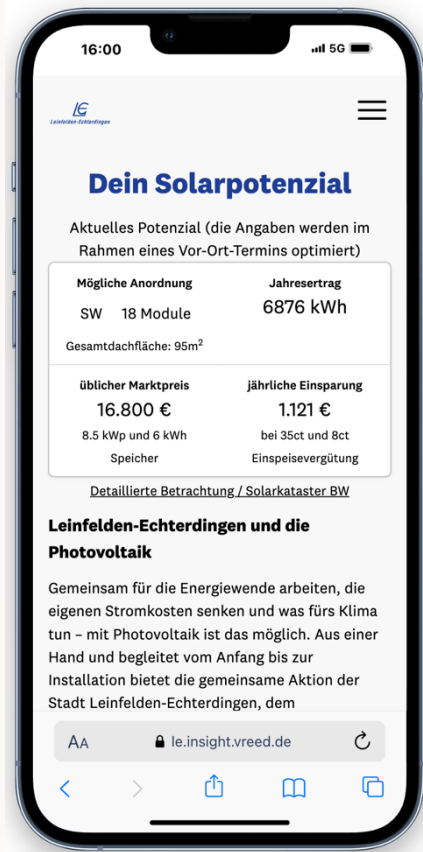 16:00
5G
LE
Leinfelden-Echterdingen
Dein Solarpotenzial
Aktuelles Potenzial (die Angaben werden im
Rahmen eines Vor-Ort-Termins optimiert)
Mögliche Anordnung
SW 18 Module
Gesamtdachfläche: 95m²
Jahresertrag
6876 kWh
üblicher Marktpreis
16.800 €
8.5 kWp und 6 kWh
Speicher
jährliche Einsparung
1.121 €
bei 35ct und 8ct
Einspeisevergütung
Detaillierte Betrachtung / Solarkataster BW
Leinfelden-Echterdingen und die
Photovoltaik
Gemeinsam für die Energiewende arbeiten, die
eigenen Stromkosten senken und was fürs Klima
tun – mit Photovoltaik ist das möglich. Aus einer
Hand und begleitet vom Anfang bis zur
Installation bietet die gemeinsame Aktion der
Stadt Leinfelden-Echterdingen, dem
AA
le.insight.vreed.de